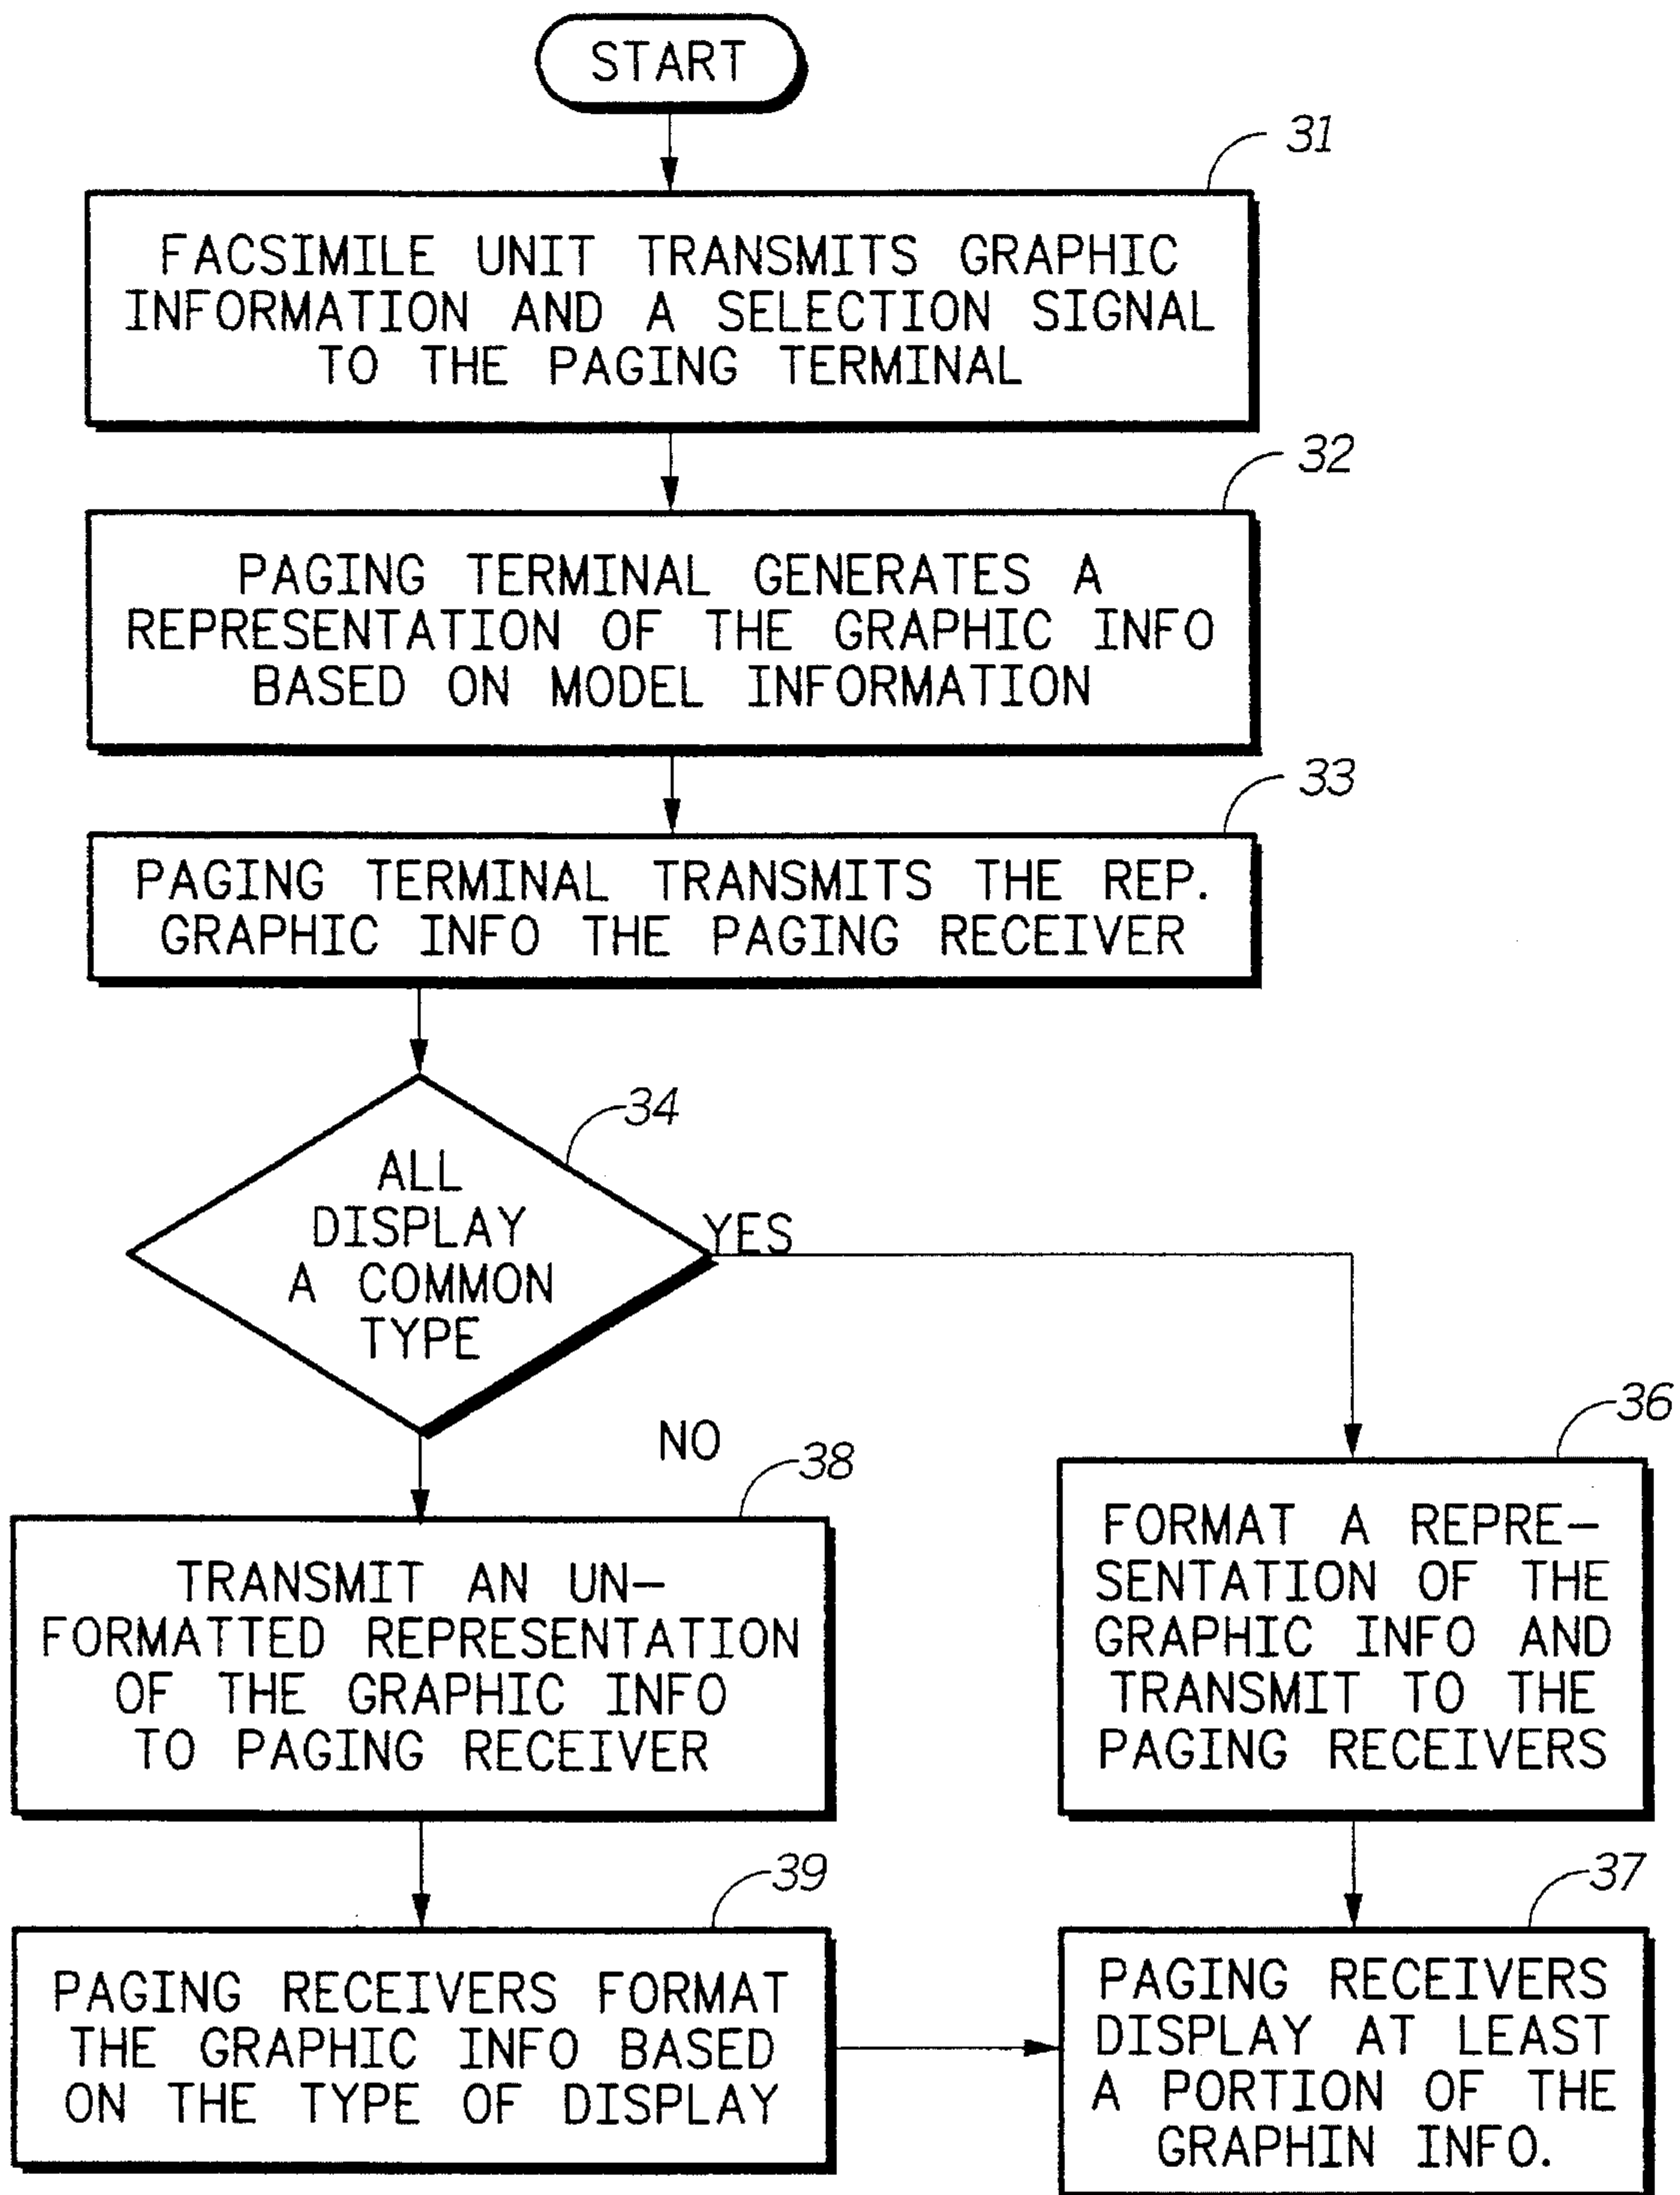 START
31
FACSIMILE UNIT TRANSMITS GRAPHIC
INFORMATION AND A SELECTION SIGNAL
TO THE PAGING TERMINAL
32
PAGING TERMINAL GENERATES A
REPRESENTATION OF THE GRAPHIC INFO
BASED ON MODEL INFORMATION
33
PAGING TERMINAL TRANSMITS THE REP.
GRAPHIC INFO THE PAGING RECEIVER
34
ALL
DISPLAY
A COMMON
TYPE
YES
NO
38
TRANSMIT AN UN-
FORMATTED REPRESENTATION
OF THE GRAPHIC INFO
TO PAGING RECEIVER
36
FORMAT A REPRE-
SENTATION OF THE
GRAPHIC INFO AND
TRANSMIT TO THE
PAGING RECEIVERS
39
PAGING RECEIVERS FORMAT
THE GRAPHIC INFO BASED
ON THE TYPE OF DISPLAY
37
PAGING RECEIVERS
DISPLAY AT LEAST
A PORTION OF THE
GRAPHIN INFO.